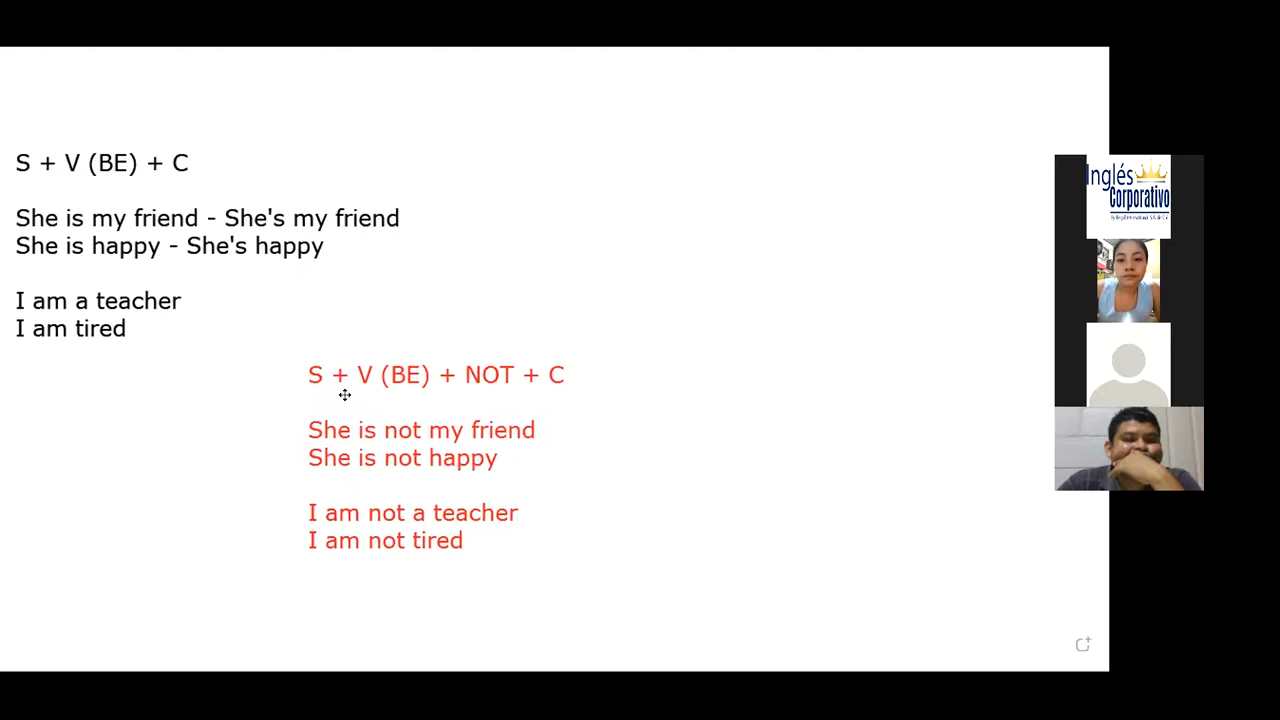 S + V (BE) + C
She is my friend - She's my friend
She is happy - She's happy
I am a teacher
I am tired
S + V (BE) + NOT + C
She is not my friend
She is not happy
I am not a teacher
I am not tired
Inglés
Corporativo